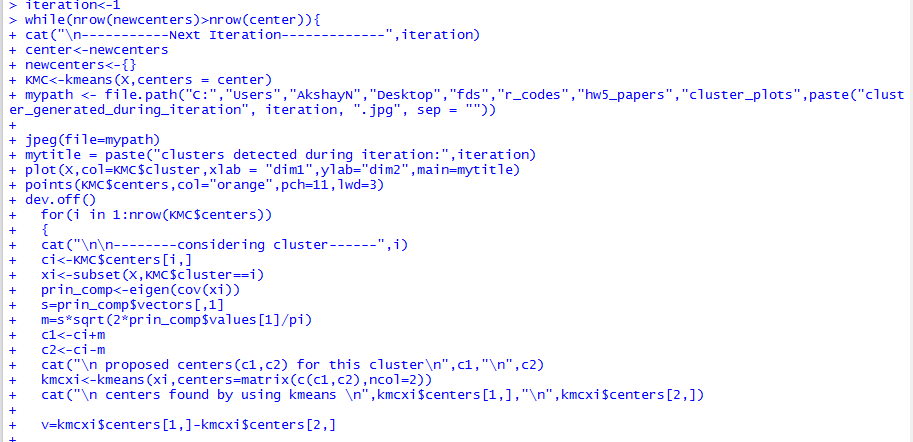 > iteration<-1
> while(nrow(newcenters)>nrow(center)){
+ cat("\n-----------Next Iteration-------------",iteration)
+ center<-newcenters
+ newcenters<-{}
+ KMC<-kmeans(X,centers = center)
+ mypath <- file.path("C:","Users","AkshayN","Desktop","fds","r_codes","hw5_papers","cluster_plots",paste("clust
er_generated_during_iteration", iteration, ".jpg", sep = ""))
+
+ jpeg(file=mypath)
+ mytitle = paste("clusters detected during iteration:",iteration)
+ plot(X,col=KMC$cluster,xlab = "dim1",ylab="dim2",main=mytitle)
+ points(KMC$centers,col="orange",pch=11,lwd=3)
+ dev.off()
+   for(i in 1:nrow(KMC$centers))
+   {
+   cat("\n\n--------considering cluster------",i)
+   ci<-KMC$centers[i,]
+   xi<-subset(X,KMC$cluster==i)
+   prin_comp<-eigen(cov(xi))
+   s=prin_comp$vectors[,1]
+   m=s*sqrt(2*prin_comp$values[1]/pi)
+   c1<-ci+m
+   c2<-ci-m
+   cat("\n proposed centers(c1,c2) for this cluster\n",c1,"\n",c2)
+   kmcxi<-kmeans(xi,centers=matrix(c(c1,c2),ncol=2))
+   cat("\n centers found by using kmeans \n",kmcxi$centers[1,],"\n",kmcxi$centers[2,])
+
+   v=kmcxi$centers[1,]-kmcxi$centers[2,]
+